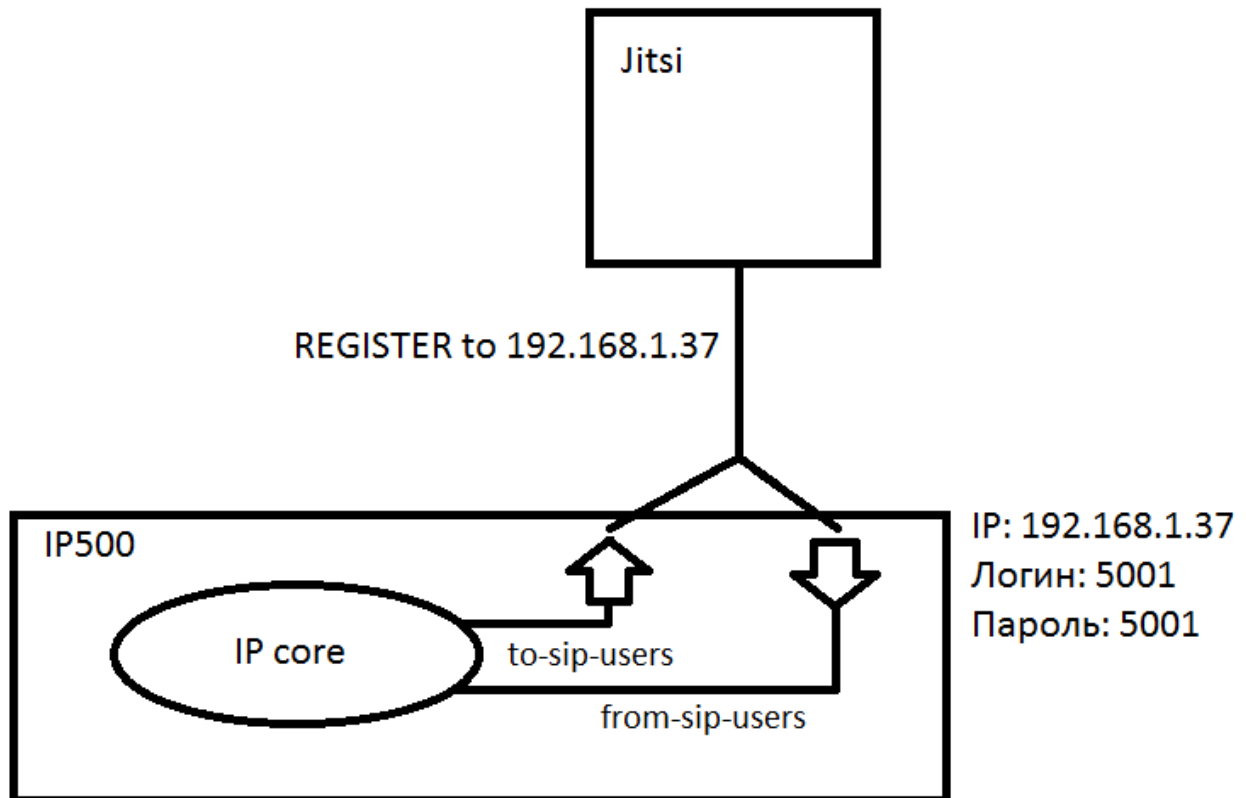 Jitsi
REGISTER to 192.168.1.37
IP500
IP: 192.168.1.37
Логин: 5001
Пароль: 5001
IP core
to-sip-users
from-sip-users